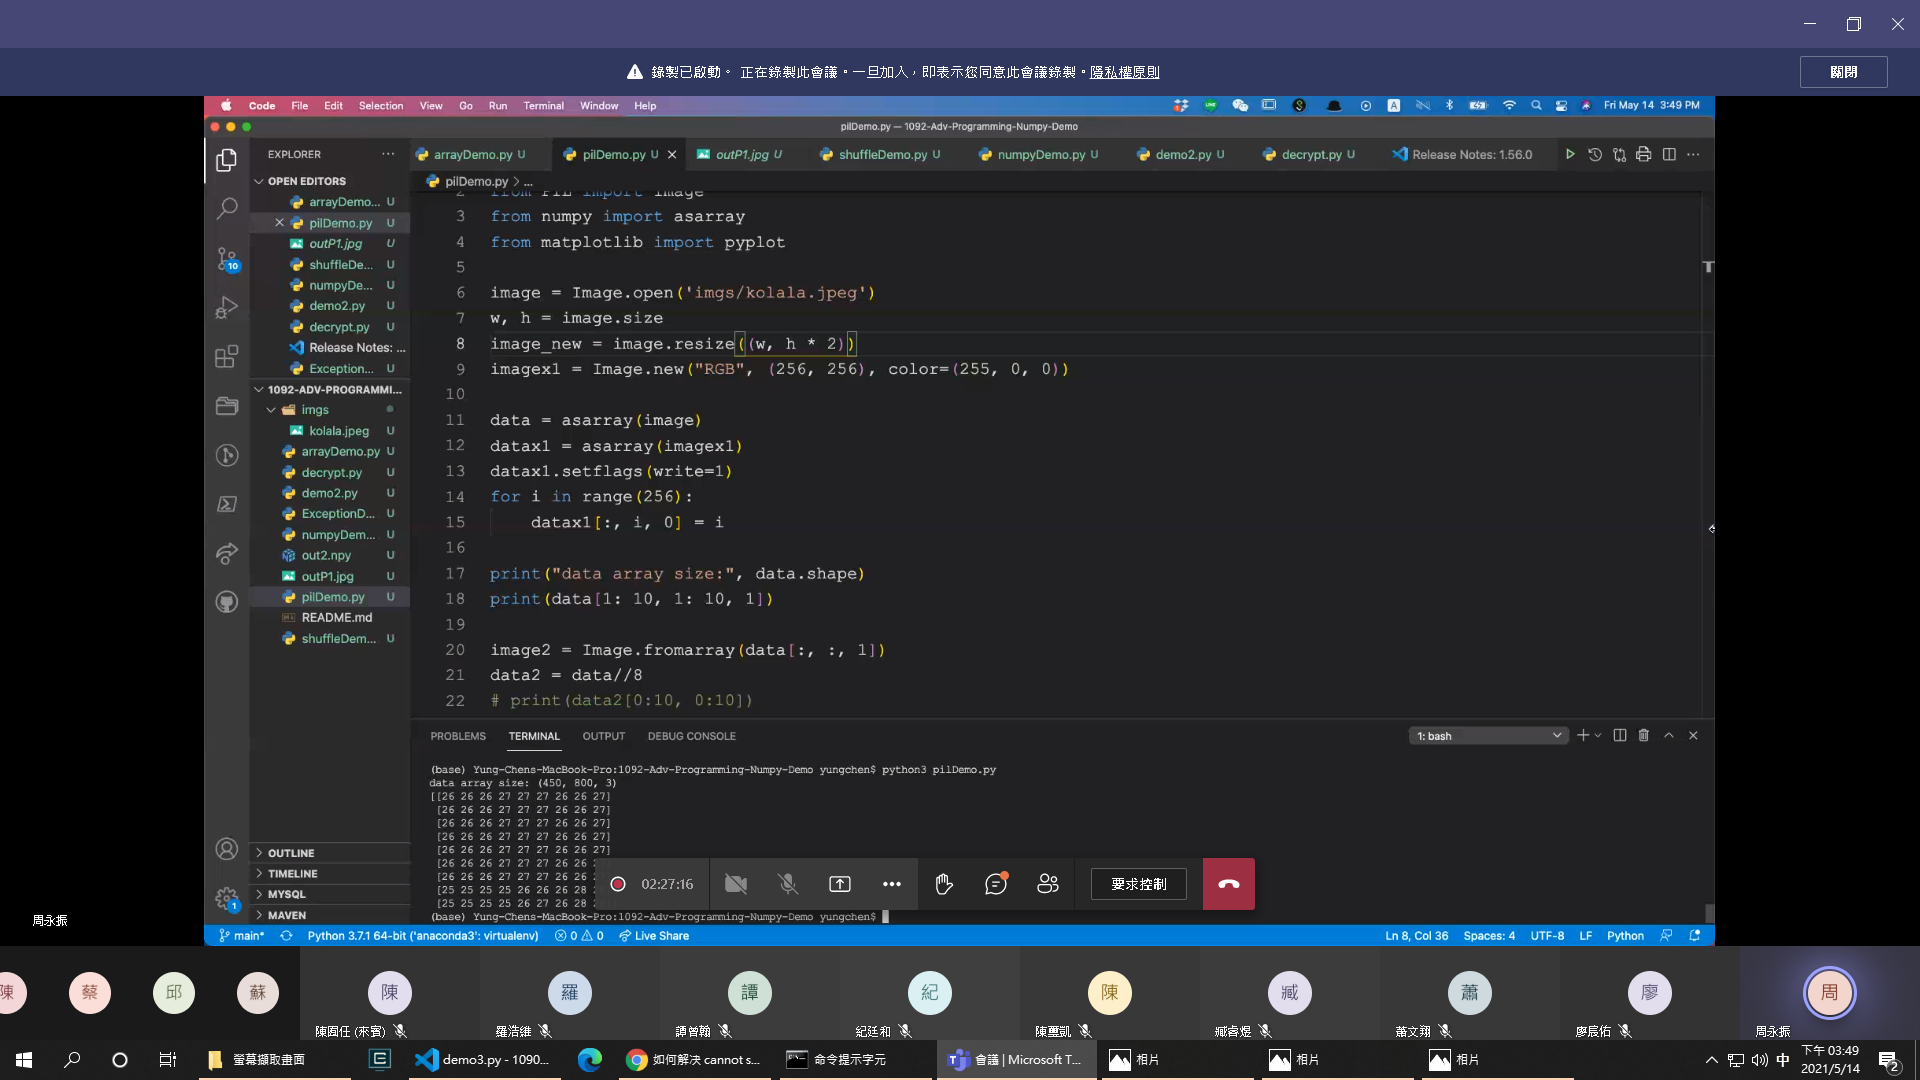 錄製已啟動。 正在錄製此會議。一旦加入，即表示您同意此會議錄製。隱私權原則
關閉
Code File Edit Selection View Go Run Terminal Window Help
Fri May 14 3:49 PM
pilDemo.py — 1092-Adv-Programming-Numpy-Demo
EXPLORER
arrayDemo.py U
pilDemo.py U
outP1.jpg U
shuffleDemo.py U
numpyDemo.py U
demo2.py U
decrypt.py U
Release Notes: 1.56.0
OPEN EDITORS
arrayDemo... U
pilDemo.py U
outP1.jpg U
shuffleDe... U
numpyDe... U
demo2.py U
decrypt.py U
Release Notes: ...
Exception... U
1092-ADV-PROGRAMMI...
imgs
kolala.jpeg U
arrayDemo.py U
decrypt.py U
demo2.py U
ExceptionD... U
numpyDem... U
out2.npy U
outP1.jpg U
pilDemo.py U
README.md
shuffleDem... U
OUTLINE
TIMELINE
MYSQL
MAVEN
10
1
pilDemo.py > ...
2 from PIL import Image
3 from numpy import asarray
4 from matplotlib import pyplot
5
6 image = Image.open('imgs/kolala.jpeg')
7 w, h = image.size
8 image_new = image.resize((w, h * 2))
9 imagex1 = Image.new("RGB", (256, 256), color=(255, 0, 0))
10
11 data = asarray(image)
12 datax1 = asarray(imagex1)
13 datax1.setflags(write=1)
14 for i in range(256):
15 datax1[:, i, 0] = i
16
17 print("data array size:", data.shape)
18 print(data[1: 10, 1: 10, 1])
19
20 image2 = Image.fromarray(data[:, :, 1])
21 data2 = data//8
22 # print(data2[0:10, 0:10])
PROBLEMS TERMINAL OUTPUT DEBUG CONSOLE
1: bash
(base) Yung-Chens-MacBook-Pro:1092-Adv-Programming-Numpy-Demo yungchen$ python3 pilDemo.py
data array size: (450, 800, 3)
[[26 26 26 27 27 27 26 26 27]
[26 26 26 27 27 27 26 26 27]
[26 26 26 27 27 27 26 26 27]
[26 26 26 27 27 27 26 26 27]
[26 26 26 27 27 27 26 26 27]
[26 26 26 27 27 27 26 26
[26 26 26 27 27 27 26 26
[25 25 25 25 26 26 26 28
[25 25 25 25 26 27 26 28
(base) Yung-Chens-MacBook-Pro:1092-Adv-Programming-Numpy-Demo yungchen$
02:27:16
要求控制
main* Python 3.7.1 64-bit ('anaconda3': virtualenv) 0 0 Live Share
Ln 8, Col 36 Spaces: 4 UTF-8 LF Python
周永振
陳 蔡 邱 蘇 陳 羅 譚 紀 陳 臧 蕭 廖 周
羅浩維
譚曾翰
紀廷和
臧睿焜
蕭文翔
廖宸佑
周永振
螢幕擷取畫面
demo3.py - 1090...
如何解决 cannot s...
命令提示字元
會議 | Microsoft T...
相片
相片
相片
中
下午 03:49
2021/5/14
2